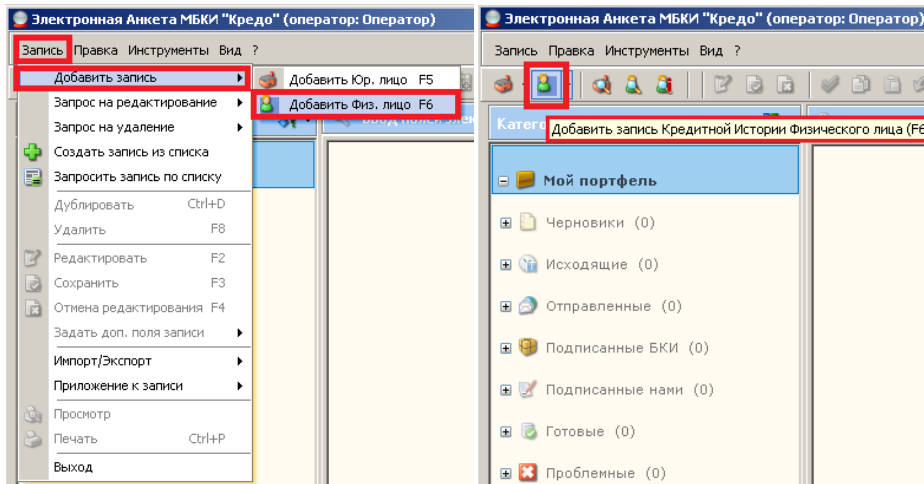 Электронная Анкета МБКИ "Кредо" (оператор: Оператор)
Запись Правка Инструменты Вид ?
Добавить запись
Добавить Юр. лицо F5
Добавить Физ. лицо F6
Запрос на редактирование
Запрос на удаление
Создать запись из списка
Запросить запись по списку
Дублировать Ctrl+D
Удалить F8
Редактировать F2
Сохранить F3
Отмена редактирования F4
Задать доп. поля записи
Импорт/Экспорт
Приложение к записи
Просмотр
Печать Ctrl+P
Выход
Электронная Анкета МБКИ "Кредо" (оператор: Оператор)
Запись Правка Инструменты Вид ?
Катего
Добавить запись Кредитной Истории Физического лица (F6
Мой портфель
Черновики (0)
Исходящие (0)
Отправленные (0)
Подписанные БКИ (0)
Подписанные нами (0)
Готовые (0)
Проблемные (0)